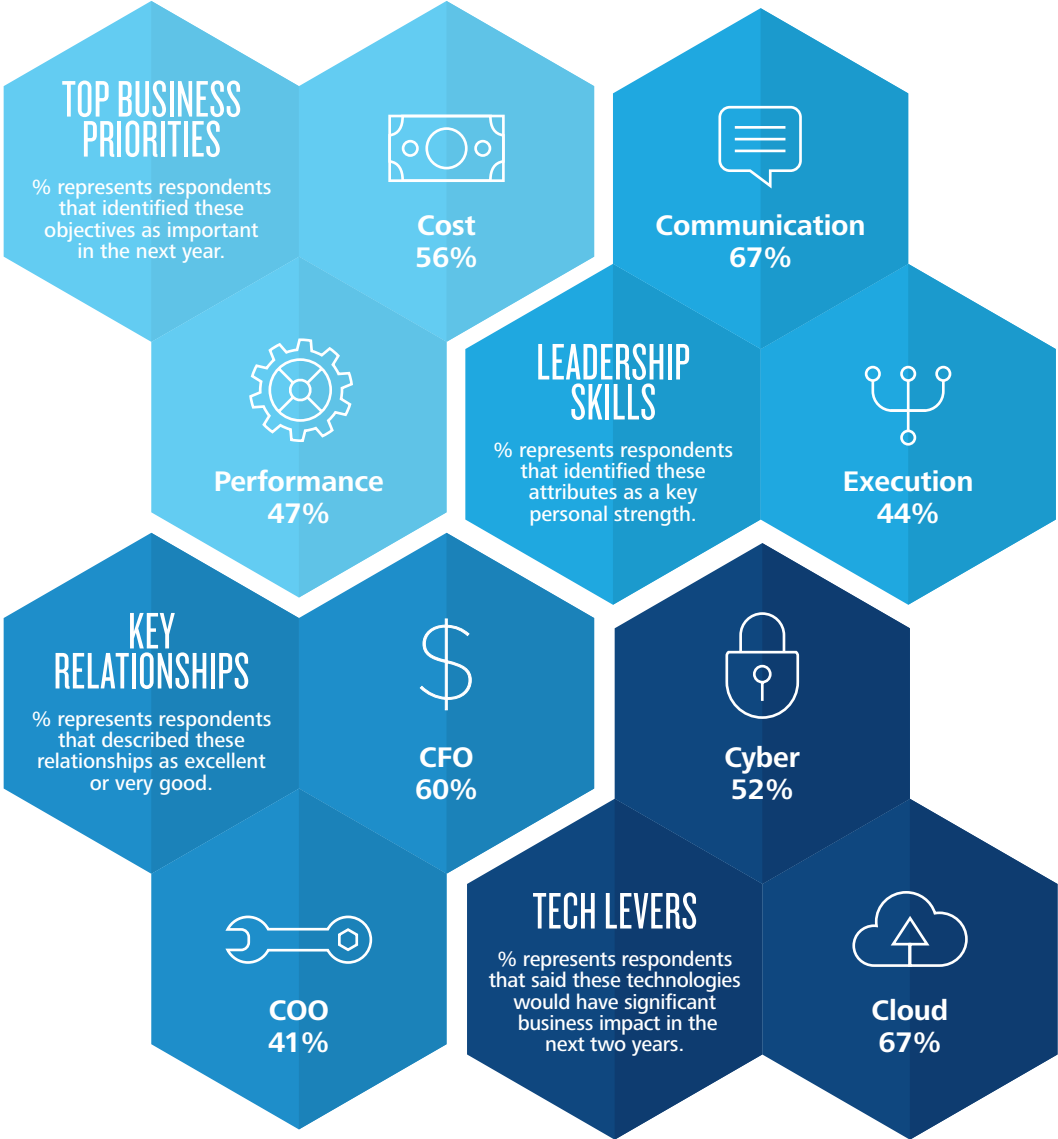 TOP BUSINESS
PRIORITIES
% represents respondents
that identified these
objectives as important
in the next year.
Cost
56%
Performance
47%
Communication
67%
LEADERSHIP
SKILLS
% represents respondents
that identified these
attributes as a key
personal strength.
Execution
44%
KEY
RELATIONSHIPS
% represents respondents
that described these
relationships as excellent
or very good.
CFO
60%
COO
41%
Cyber
52%
TECH LEVERS
% represents respondents
that said these technologies
would have significant
business impact in the
next two years.
Cloud
67%